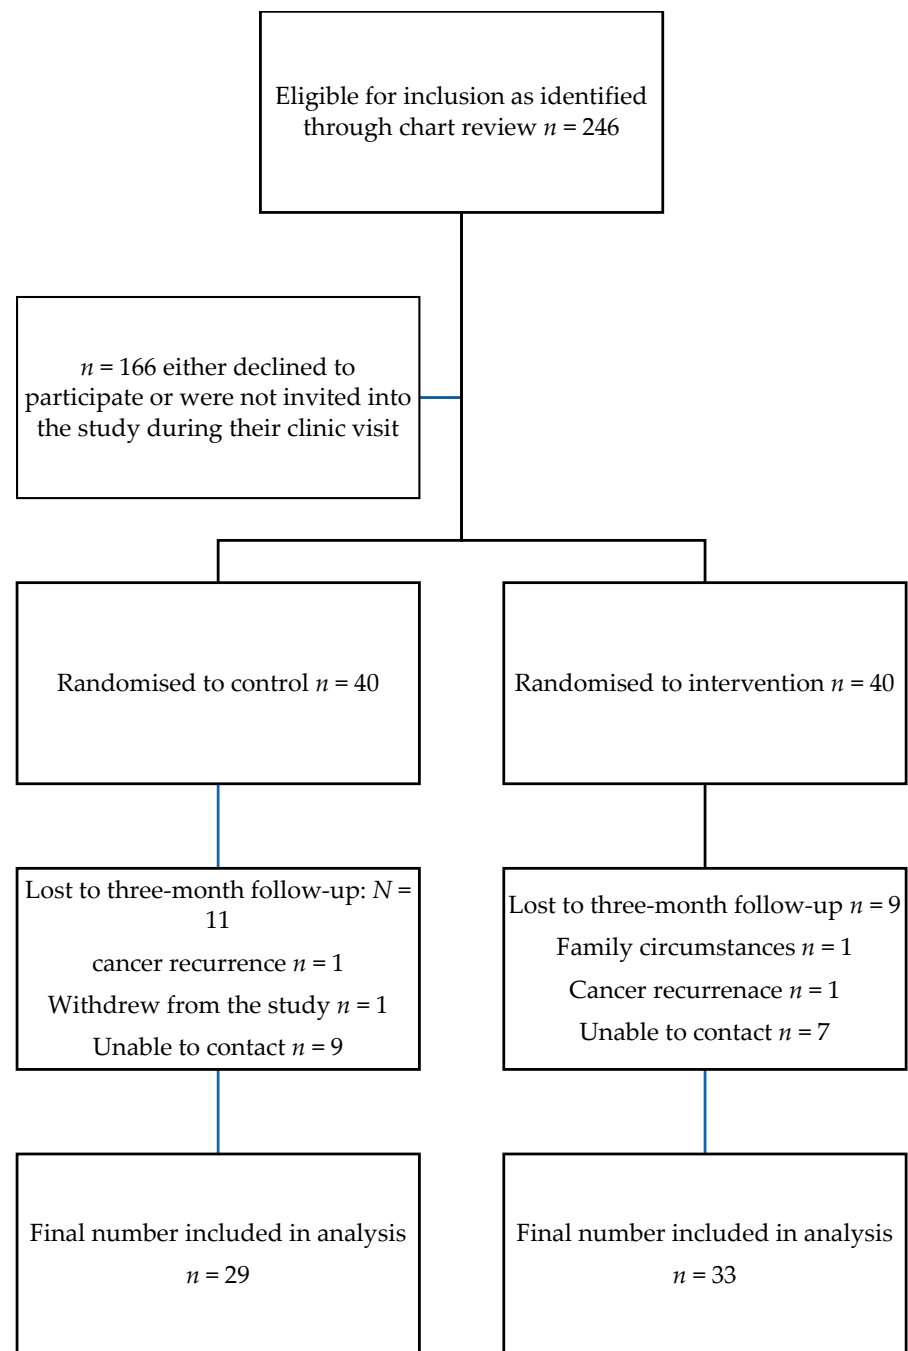 Eligible for inclusion as identified
through chart review n = 246
n = 166 either declined to
participate or were not invited into
the study during their clinic visit
Randomised to control n = 40
Randomised to intervention n = 40
Lost to three-month follow-up: N =
11
cancer recurrence n = 1
Withdrew from the study n = 1
Unable to contact n = 9
Lost to three-month follow-up n = 9
Family circumstances n = 1
Cancer recurrenace n = 1
Unable to contact n = 7
Final number included in analysis
n = 29
Final number included in analysis
n = 33